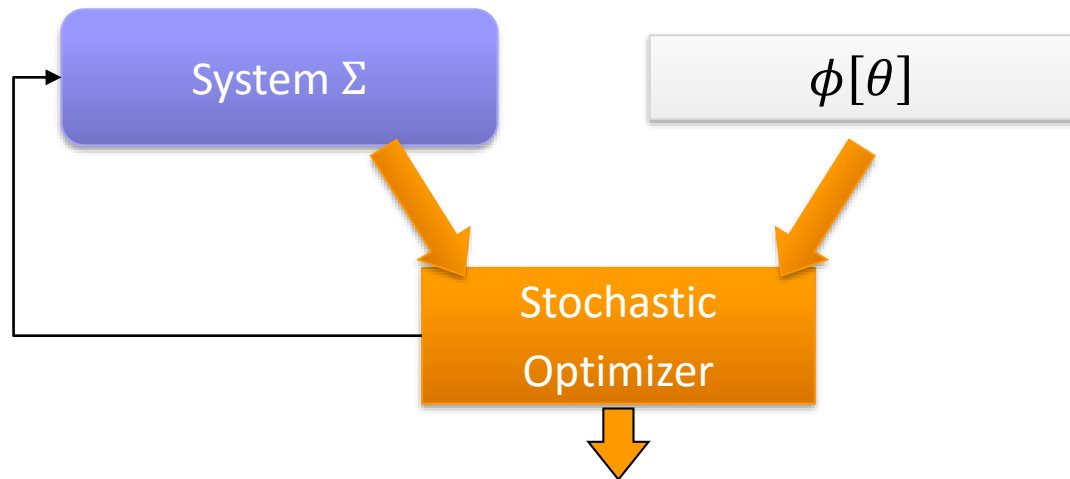 System Σ
ϕ[θ]
Stochastic
Optimizer